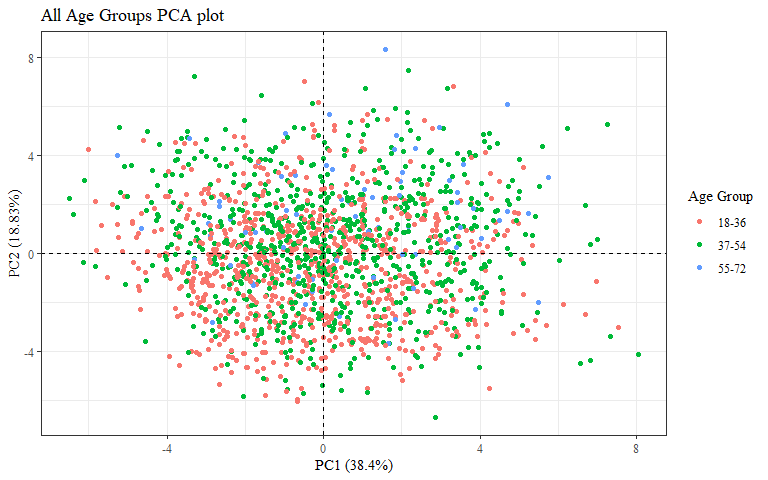 All Age Groups PCA plot
PC2 (18.83%)
8
4
0
-4
-4
0
4
8
PC1 (38.4%)
Age Group
18-36
37-54
55-72